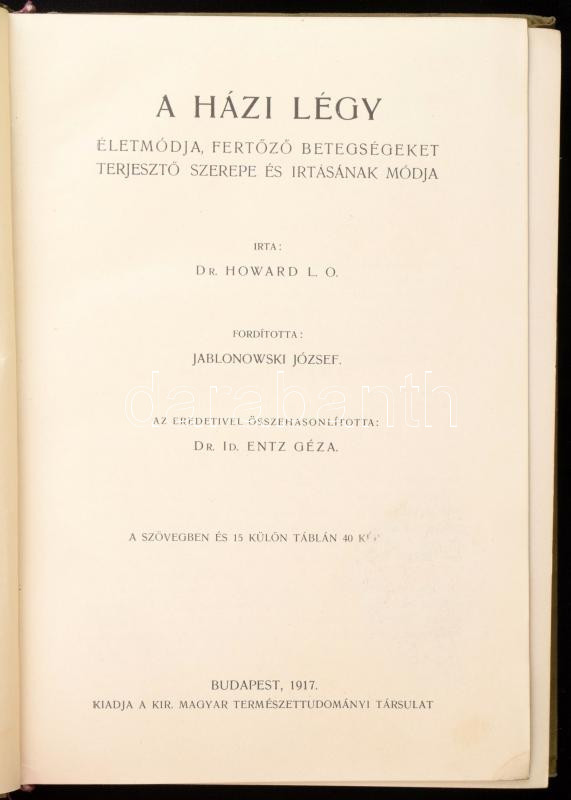 A HÁZI LÉGY
ÉLETMÓDJA, FERTŐZŐ BETEGSÉGEKET
TERJESZTŐ SZEREPE ÉS IRTÁSÁNAK MÓDJA
IRTA:
DR. HOWARD L. O.
FORDÍTOTTA:
JABLONOWSKI JÓZSEF.
darabanth
AZ EREDETIVEL ÖSSZEHASONLÍTOTTA:
DR. ID. ENTZ GÉZA.
A SZÖVEGBEN ÉS 15 KÜLÖN TÁBLÁN 40
BUDAPEST, 1917.
KIADJA A KIR. MAGYAR TERMÉSZETTUDOMÁNYI TÁRSULAT